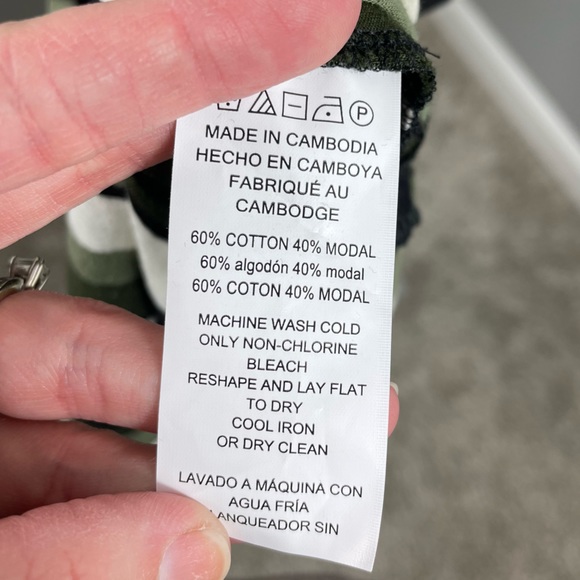 P
MADE IN CAMBODIA
HECHO EN CAMBOYA
FABRIQUÉ AU
CAMBODGE
60% COTTON 40% MODAL
60% algodón 40% modal
60% COTON 40% MODAL
MACHINE WASH COLD
ONLY NON-CHLORINE
BLEACH
RESHAPE AND LAY FLAT
TO DRY
COOL IRON
OR DRY CLEAN
LAVADO A MÁQUINA CON
AGUA FRÍA
SIN